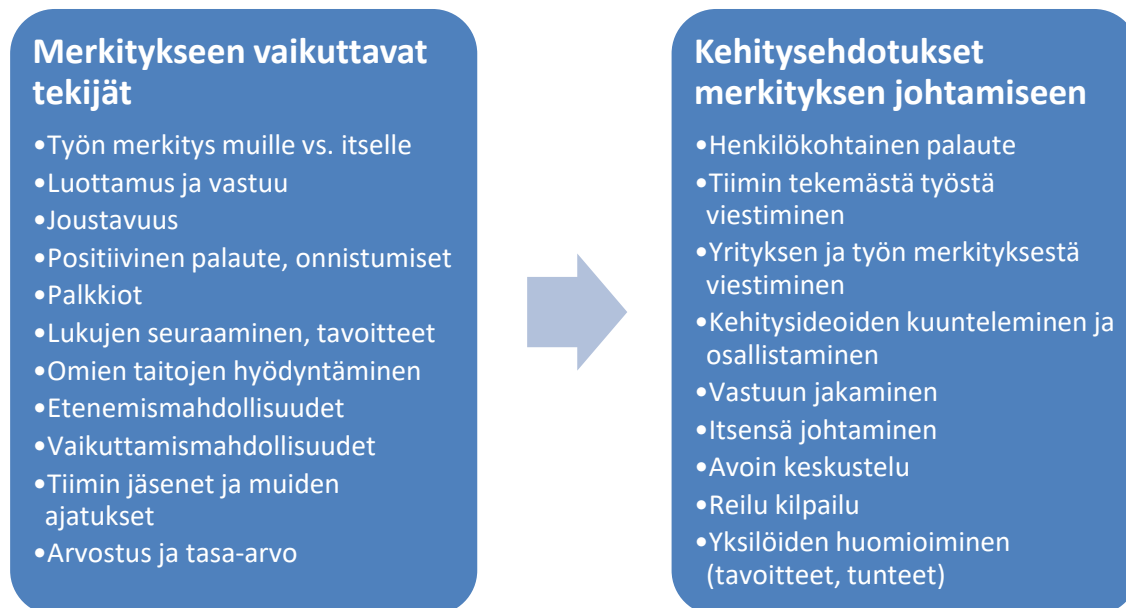 Merkitykseen vaikuttavat
tekijät
•Työn merkitys muille vs. itselle
•Luottamus ja vastuu
•Joustavuus
•Positiivinen palaute, onnistumiset
•Palkkiot
•Lukujen seuraaminen, tavoitteet
•Omien taitojen hyödyntäminen
•Etenemismahdollisuudet
•Vaikuttamismahdollisuudet
•Tiimin jäsenet ja muiden
ajatukset
•Arvostus ja tasa-arvo
Kehitysehdotukset
merkityksen johtamiseen
•Henkilökohtainen palaute
•Tiimin tekemästä työstä
viestiminen
•Yrityksen ja työn merkityksestä
viestiminen
•Kehitysideoiden kuunteleminen ja
osallistaminen
•Vastuun jakaminen
•Itsensä johtaminen
•Avoin keskustelu
•Reilu kilpailu
•Yksilöiden huomioiminen
(tavoitteet, tunteet)